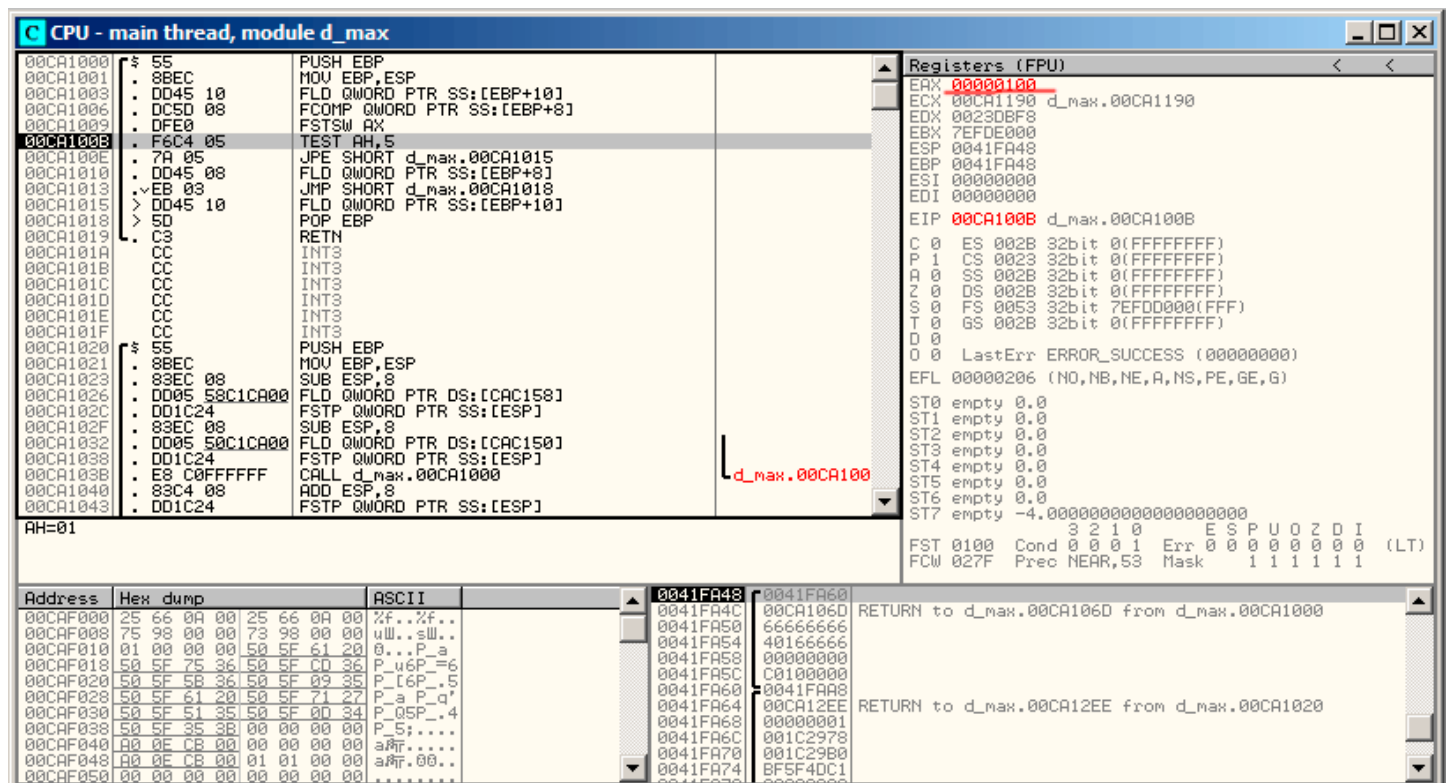 C CPU - main thread, module d_max
00CA1000 $ 55 PUSH EBP
00CA1001 . 8BEC MOV EBP,ESP
00CA1003 . DD45 10 FLD QWORD PTR SS:[EBP+10]
00CA1006 . DC5D 08 FCOMP QWORD PTR SS:[EBP+8]
00CA1009 . DFE0 FSTSW AX
00CA100B . F6C4 05 TEST AH,5
00CA100E . 7A 05 JPE SHORT d_max.00CA1015
00CA1010 . DD45 08 FLD QWORD PTR SS:[EBP+8]
00CA1013 . EB 03 JMP SHORT d_max.00CA1018
00CA1015 > DD45 10 FLD QWORD PTR SS:[EBP+10]
00CA1018 > 5D POP EBP
00CA1019 . C3 RETN
00CA101A CC INT3
00CA101B CC INT3
00CA101C CC INT3
00CA101D CC INT3
00CA101E CC INT3
00CA101F CC INT3
00CA1020 $ 55 PUSH EBP
00CA1021 . 8BEC MOV EBP,ESP
00CA1023 . 83EC 08 SUB ESP,8
00CA1026 . DD05 58C1CA00 FLD QWORD PTR DS:[CAC158]
00CA102C . DD1C24 FSTP QWORD PTR SS:[ESP]
00CA102F . 83EC 08 SUB ESP,8
00CA1032 . DD05 50C1CA00 FLD QWORD PTR DS:[CAC150]
00CA1038 . DD1C24 FSTP QWORD PTR SS:[ESP]
00CA103B . E8 C0FFFFFF CALL d_max.00CA1000 d_max.00CA100
00CA1040 . 83C4 08 ADD ESP,8
00CA1043 . DD1C24 FSTP QWORD PTR SS:[ESP]
AH=01
Registers (FPU) < <
EAX 00000100
ECX 00CA1190 d_max.00CA1190
EDX 0023DBF8
EBX 7EFDE000
ESP 0041FA48
EBP 0041FA48
ESI 00000000
EDI 00000000
EIP 00CA100B d_max.00CA100B
C 0 ES 002B 32bit 0(FFFFFFFF)
P 1 CS 0023 32bit 0(FFFFFFFF)
A 0 SS 002B 32bit 0(FFFFFFFF)
Z 0 DS 002B 32bit 0(FFFFFFFF)
S 0 FS 0053 32bit 7EFDD000(FFF)
T 0 GS 002B 32bit 0(FFFFFFFF)
D 0
O 0 LastErr ERROR_SUCCESS (00000000)
EFL 00000206 (NO,NB,NE,A,NS,PE,GE,G)
ST0 empty 0.0
ST1 empty 0.0
ST2 empty 0.0
ST3 empty 0.0
ST4 empty 0.0
ST5 empty 0.0
ST6 empty 0.0
ST7 empty -4.0000000000000000000
3 2 1 0 E S P U O Z D I
FST 0100 Cond 0 0 0 1 Err 0 0 0 0 0 0 0 0 (LT)
FCW 027F Prec NEAR,53 Mask 1 1 1 1 1 1
Address Hex dump ASCII
00CAF000 25 66 0A 00 25 66 0A 00 %f..%f..
00CAF008 75 98 00 00 73 98 00 00 uШ..sШ..
00CAF010 01 00 00 00 50 5F 61 20 0...P_a
00CAF018 50 5F 75 36 50 5F CD 36 P_u6P_=6
00CAF020 50 5F 5B 36 50 5F 09 35 P_[6P_.5
00CAF028 50 5F 61 20 50 5F 71 27 P_a P_q'
00CAF030 50 5F 51 35 50 5F 0D 34 P_Q5P_.4
00CAF038 50 5F 35 3B 00 00 00 00 P_5;....
00CAF040 A0 0E CB 00 00 00 00 00
00CAF048 A0 0E CB 00 01 01 00 00
00CAF050 00 00 00 00 00 00 00 00 ........
0041FA48 0041FA60
0041FA4C 00CA106D RETURN to d_max.00CA106D from d_max.00CA1000
0041FA50 66666666
0041FA54 40166666
0041FA58 00000000
0041FA5C C0100000
0041FA60 0041FAA8
0041FA64 00CA12EE RETURN to d_max.00CA12EE from d_max.00CA1020
0041FA68 00000001
0041FA6C 001C2978
0041FA70 001C29B0
0041FA74 BF5F4DC1